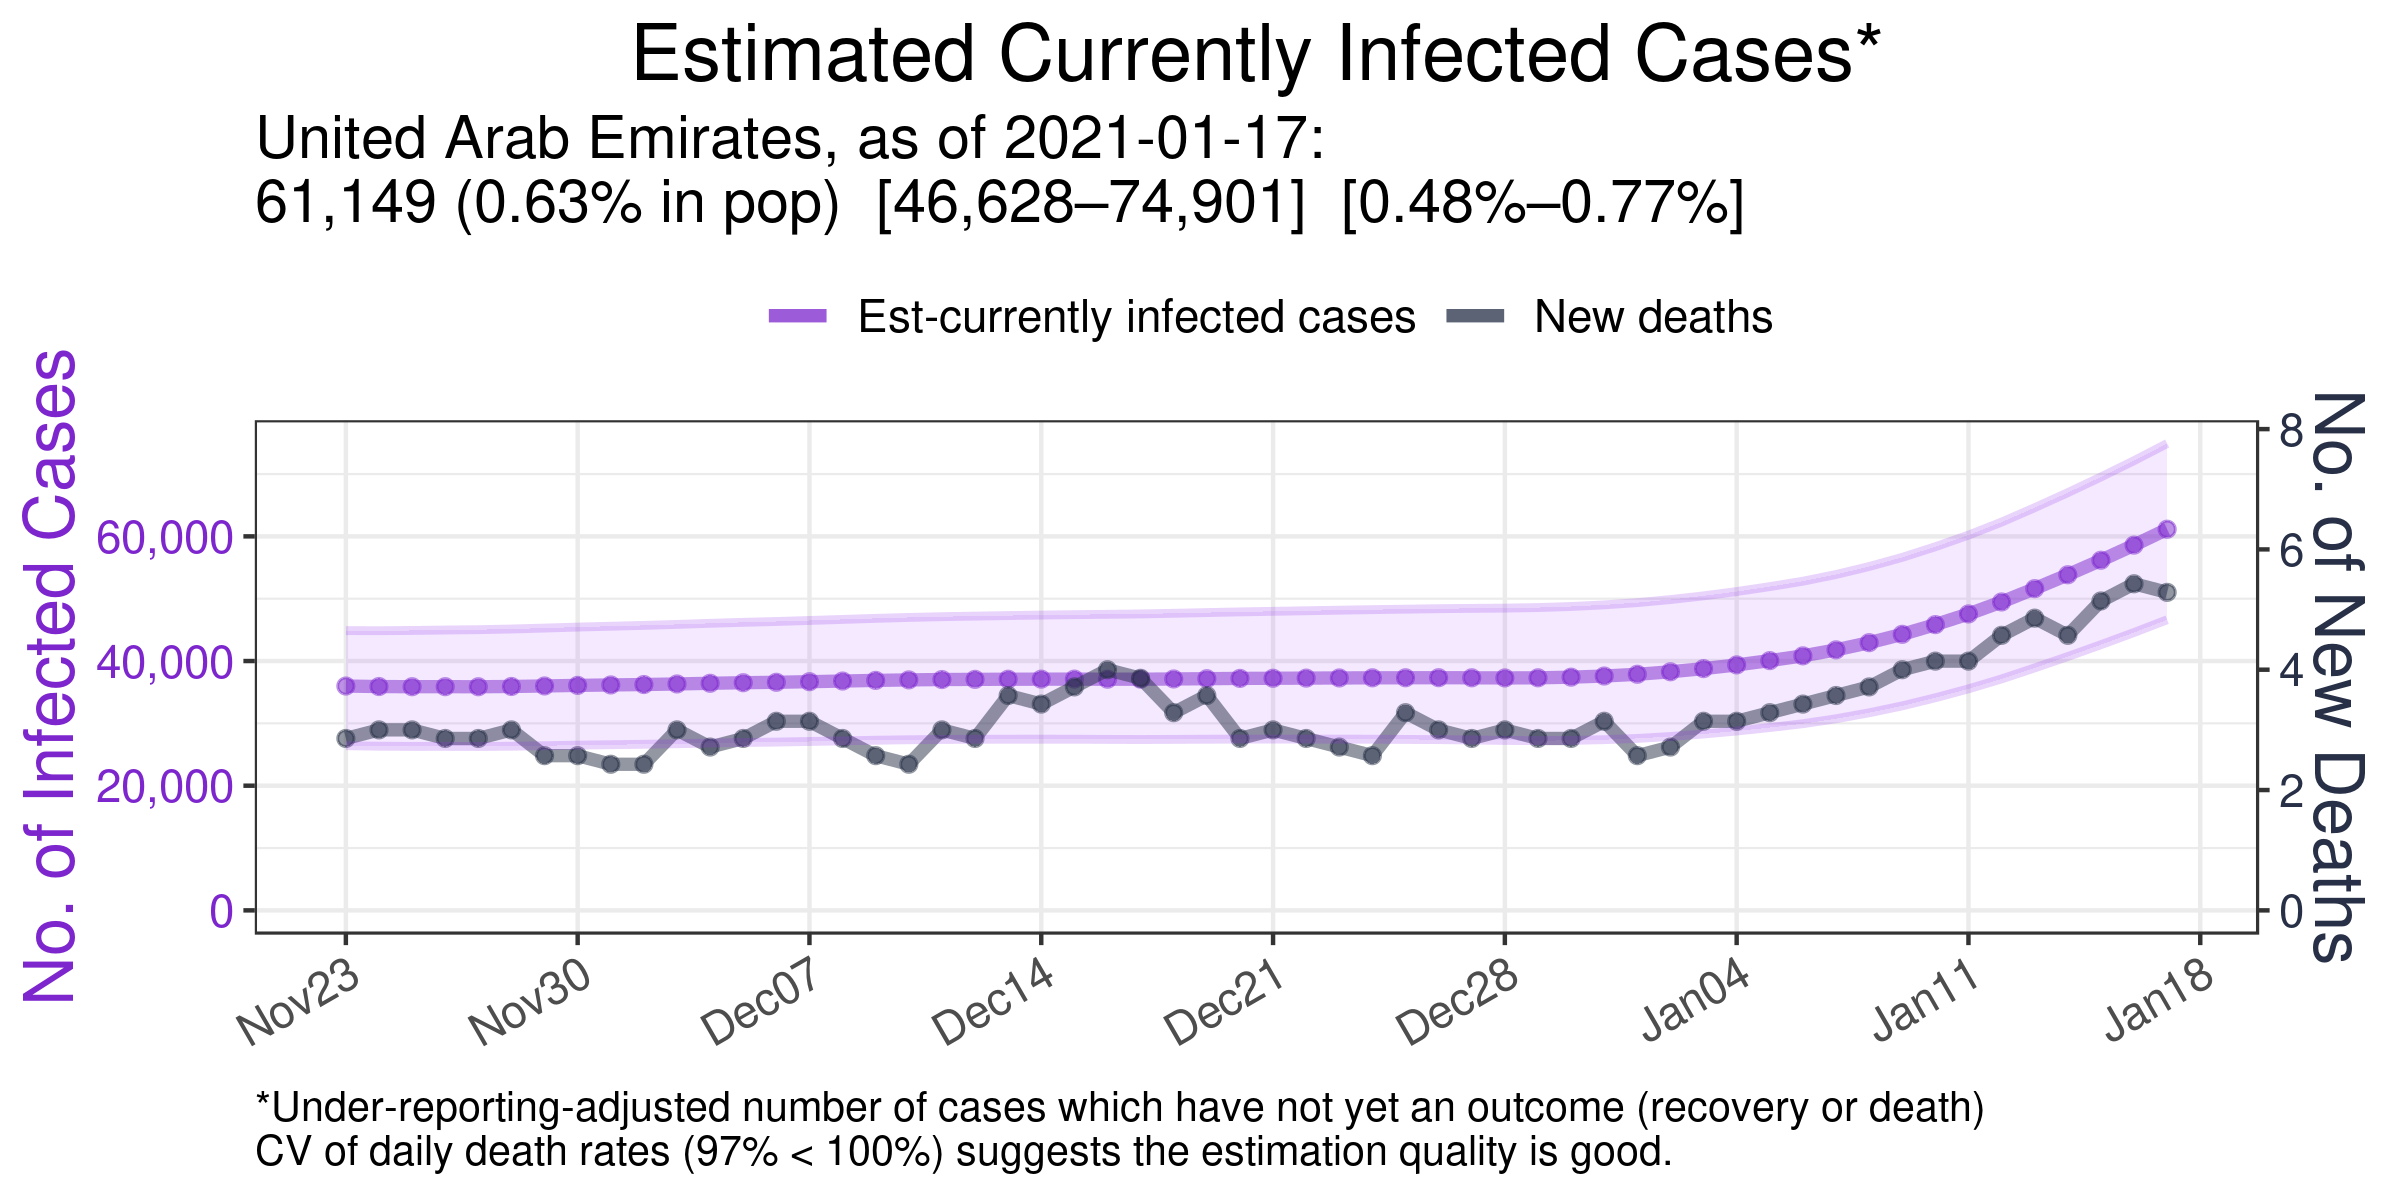 Estimated Currently Infected Cases*
United Arab Emirates, as of 2021-01-17:
61,149 (0.63% in pop)  [46,628–74,901]  [0.48%–0.77%]
Est-currently infected cases
New deaths
No. of Infected Cases
60,000
40,000
20,000
0
8
6
4
2
0
No. of New Deaths
Nov23
Nov30
Dec07
Dec14
Dec21
Dec28
Jan04
Jan11
Jan18
*Under-reporting-adjusted number of cases which have not yet an outcome (recovery or death)
CV of daily death rates (97% < 100%) suggests the estimation quality is good.